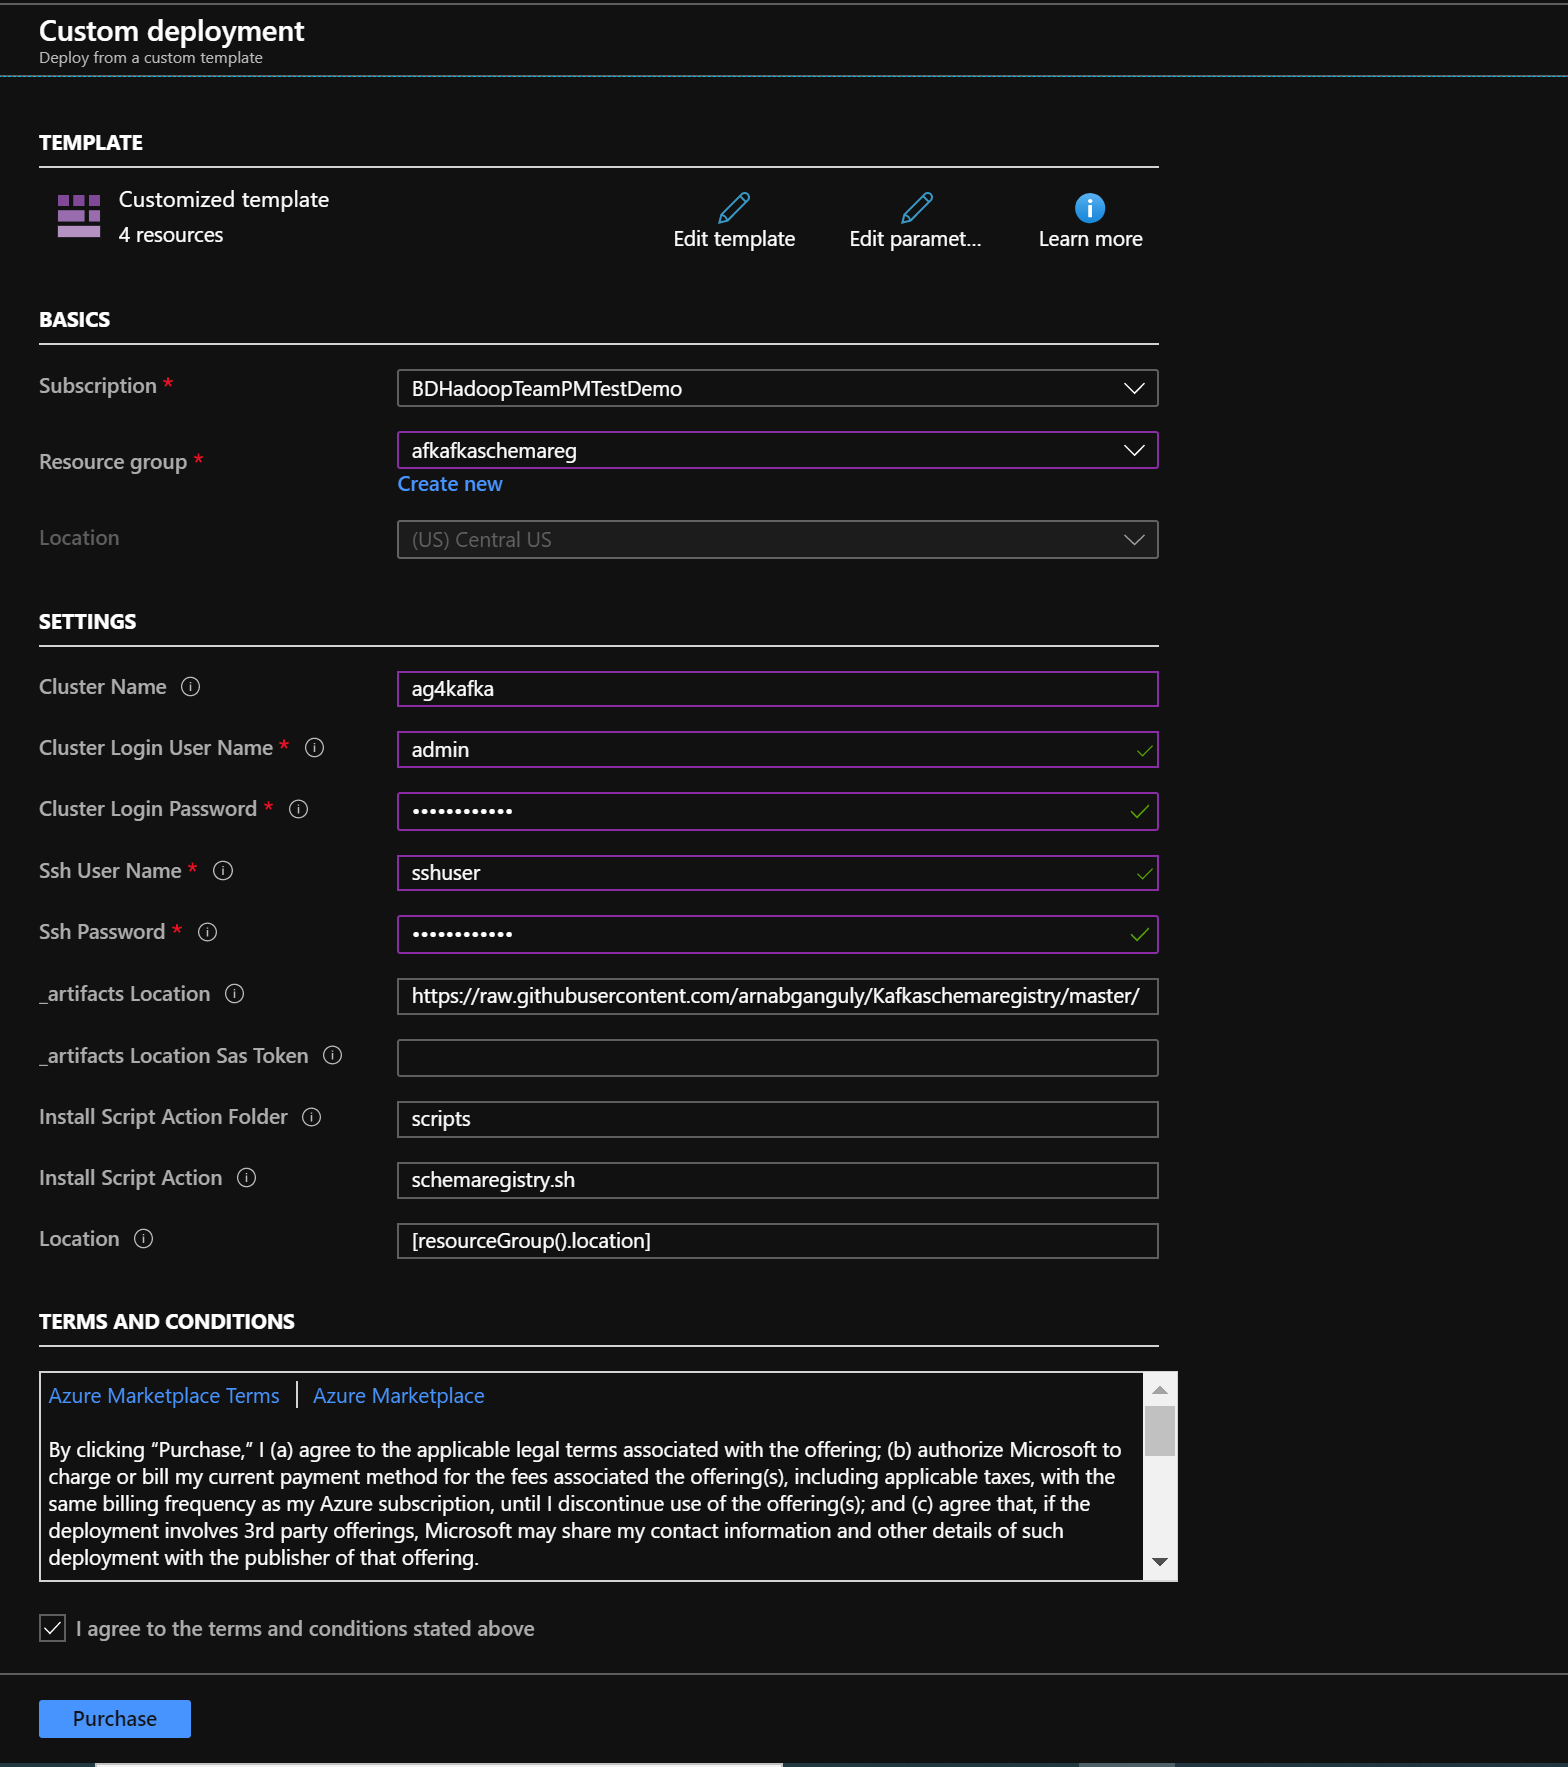 Custom deployment
Deploy from a custom template
TEMPLATE
Customized template
4 resources
Edit template
Edit paramet...
Learn more
BASICS
Subscription *
BDHadoopTeamPMTestDemo
Resource group *
afkafkaschemareg
Create new
Location
(US) Central US
SETTINGS
Cluster Name
ag4kafka
Cluster Login User Name *
admin
Cluster Login Password *
••••••••••••
Ssh User Name *
sshuser
Ssh Password *
••••••••••••
_artifacts Location
https://raw.githubusercontent.com/arnabganguly/Kafkaschemaregistry/master/
_artifacts Location Sas Token
Install Script Action Folder
scripts
Install Script Action
schemaregistry.sh
Location
[resourceGroup().location]
TERMS AND CONDITIONS
Azure Marketplace Terms | Azure Marketplace
By clicking “Purchase,” I (a) agree to the applicable legal terms associated with the offering; (b) authorize Microsoft to
charge or bill my current payment method for the fees associated the offering(s), including applicable taxes, with the
same billing frequency as my Azure subscription, until I discontinue use of the offering(s); and (c) agree that, if the
deployment involves 3rd party offerings, Microsoft may share my contact information and other details of such
deployment with the publisher of that offering.
I agree to the terms and conditions stated above
Purchase